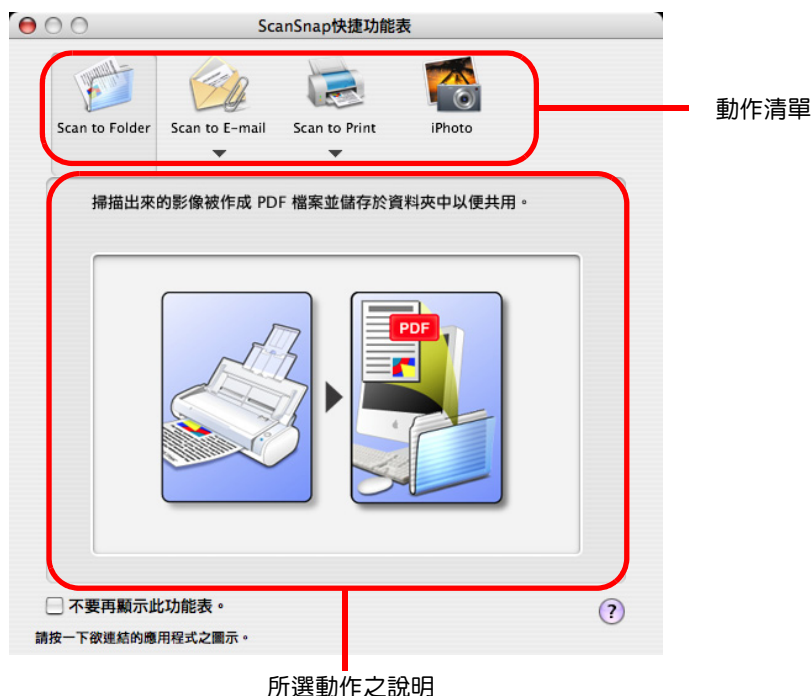 ScanSnap快捷功能表
Scan to Folder
Scan to E-mail
Scan to Print
iPhoto
動作清單
掃描出來的影像被作成 PDF 檔案並儲存於資料夾中以便共用。
PDF
不要再顯示此功能表。
?
請按一下欲連結的應用程式之圖示。
所選動作之說明